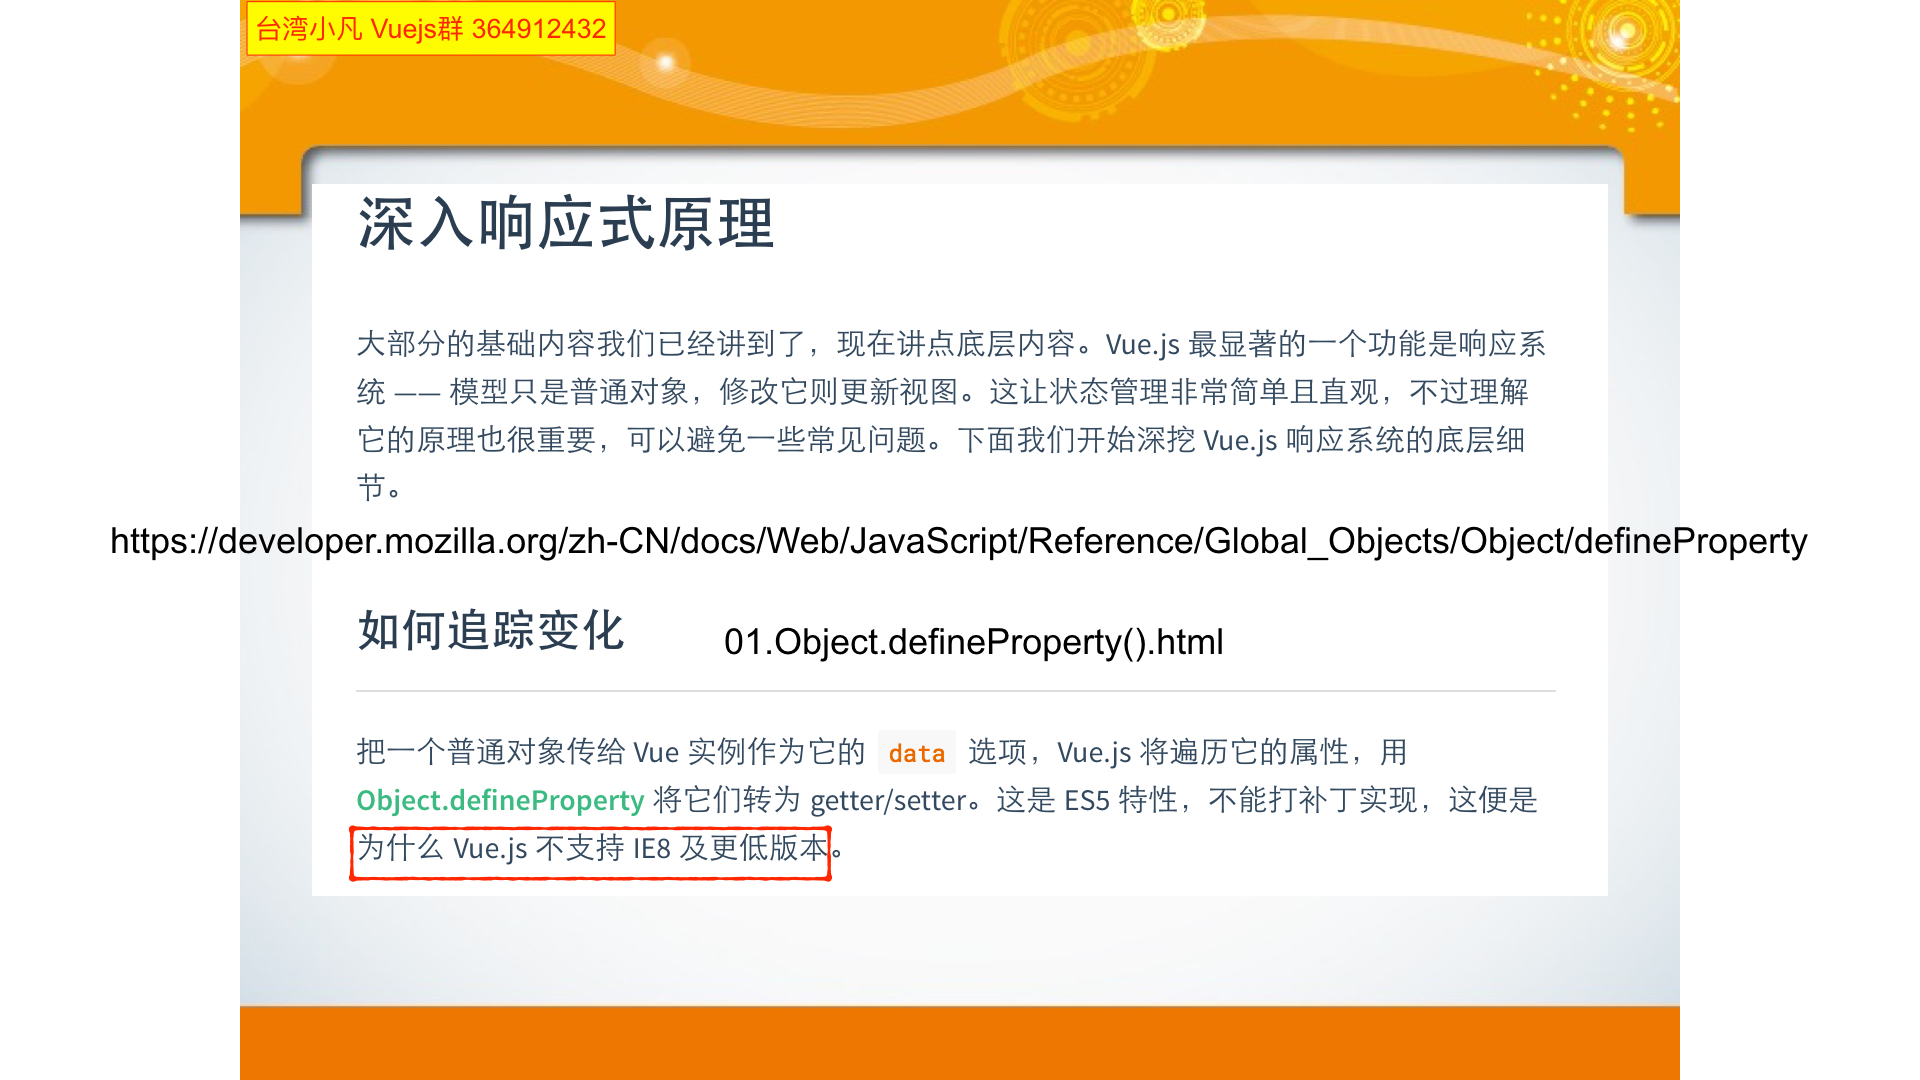 台湾小凡 Vuejs群 364912432
深入响应式原理
大部分的基础内容我们已经讲到了，现在讲点底层内容。Vue.js 最显著的一个功能是响应系
统 —— 模型只是普通对象，修改它则更新视图。这让状态管理非常简单且直观，不过理解
它的原理也很重要，可以避免一些常见问题。下面我们开始深挖 Vue.js 响应系统的底层细
节。
https://developer.mozilla.org/zh-CN/docs/Web/JavaScript/Reference/Global_Objects/Object/defineProperty
如何追踪变化
01.Object.defineProperty().html
把一个普通对象传给 Vue 实例作为它的 data 选项，Vue.js 将遍历它的属性，用
Object.defineProperty 将它们转为 getter/setter。这是 ES5 特性，不能打补丁实现，这便是
为什么 Vue.js 不支持 IE8 及更低版本。